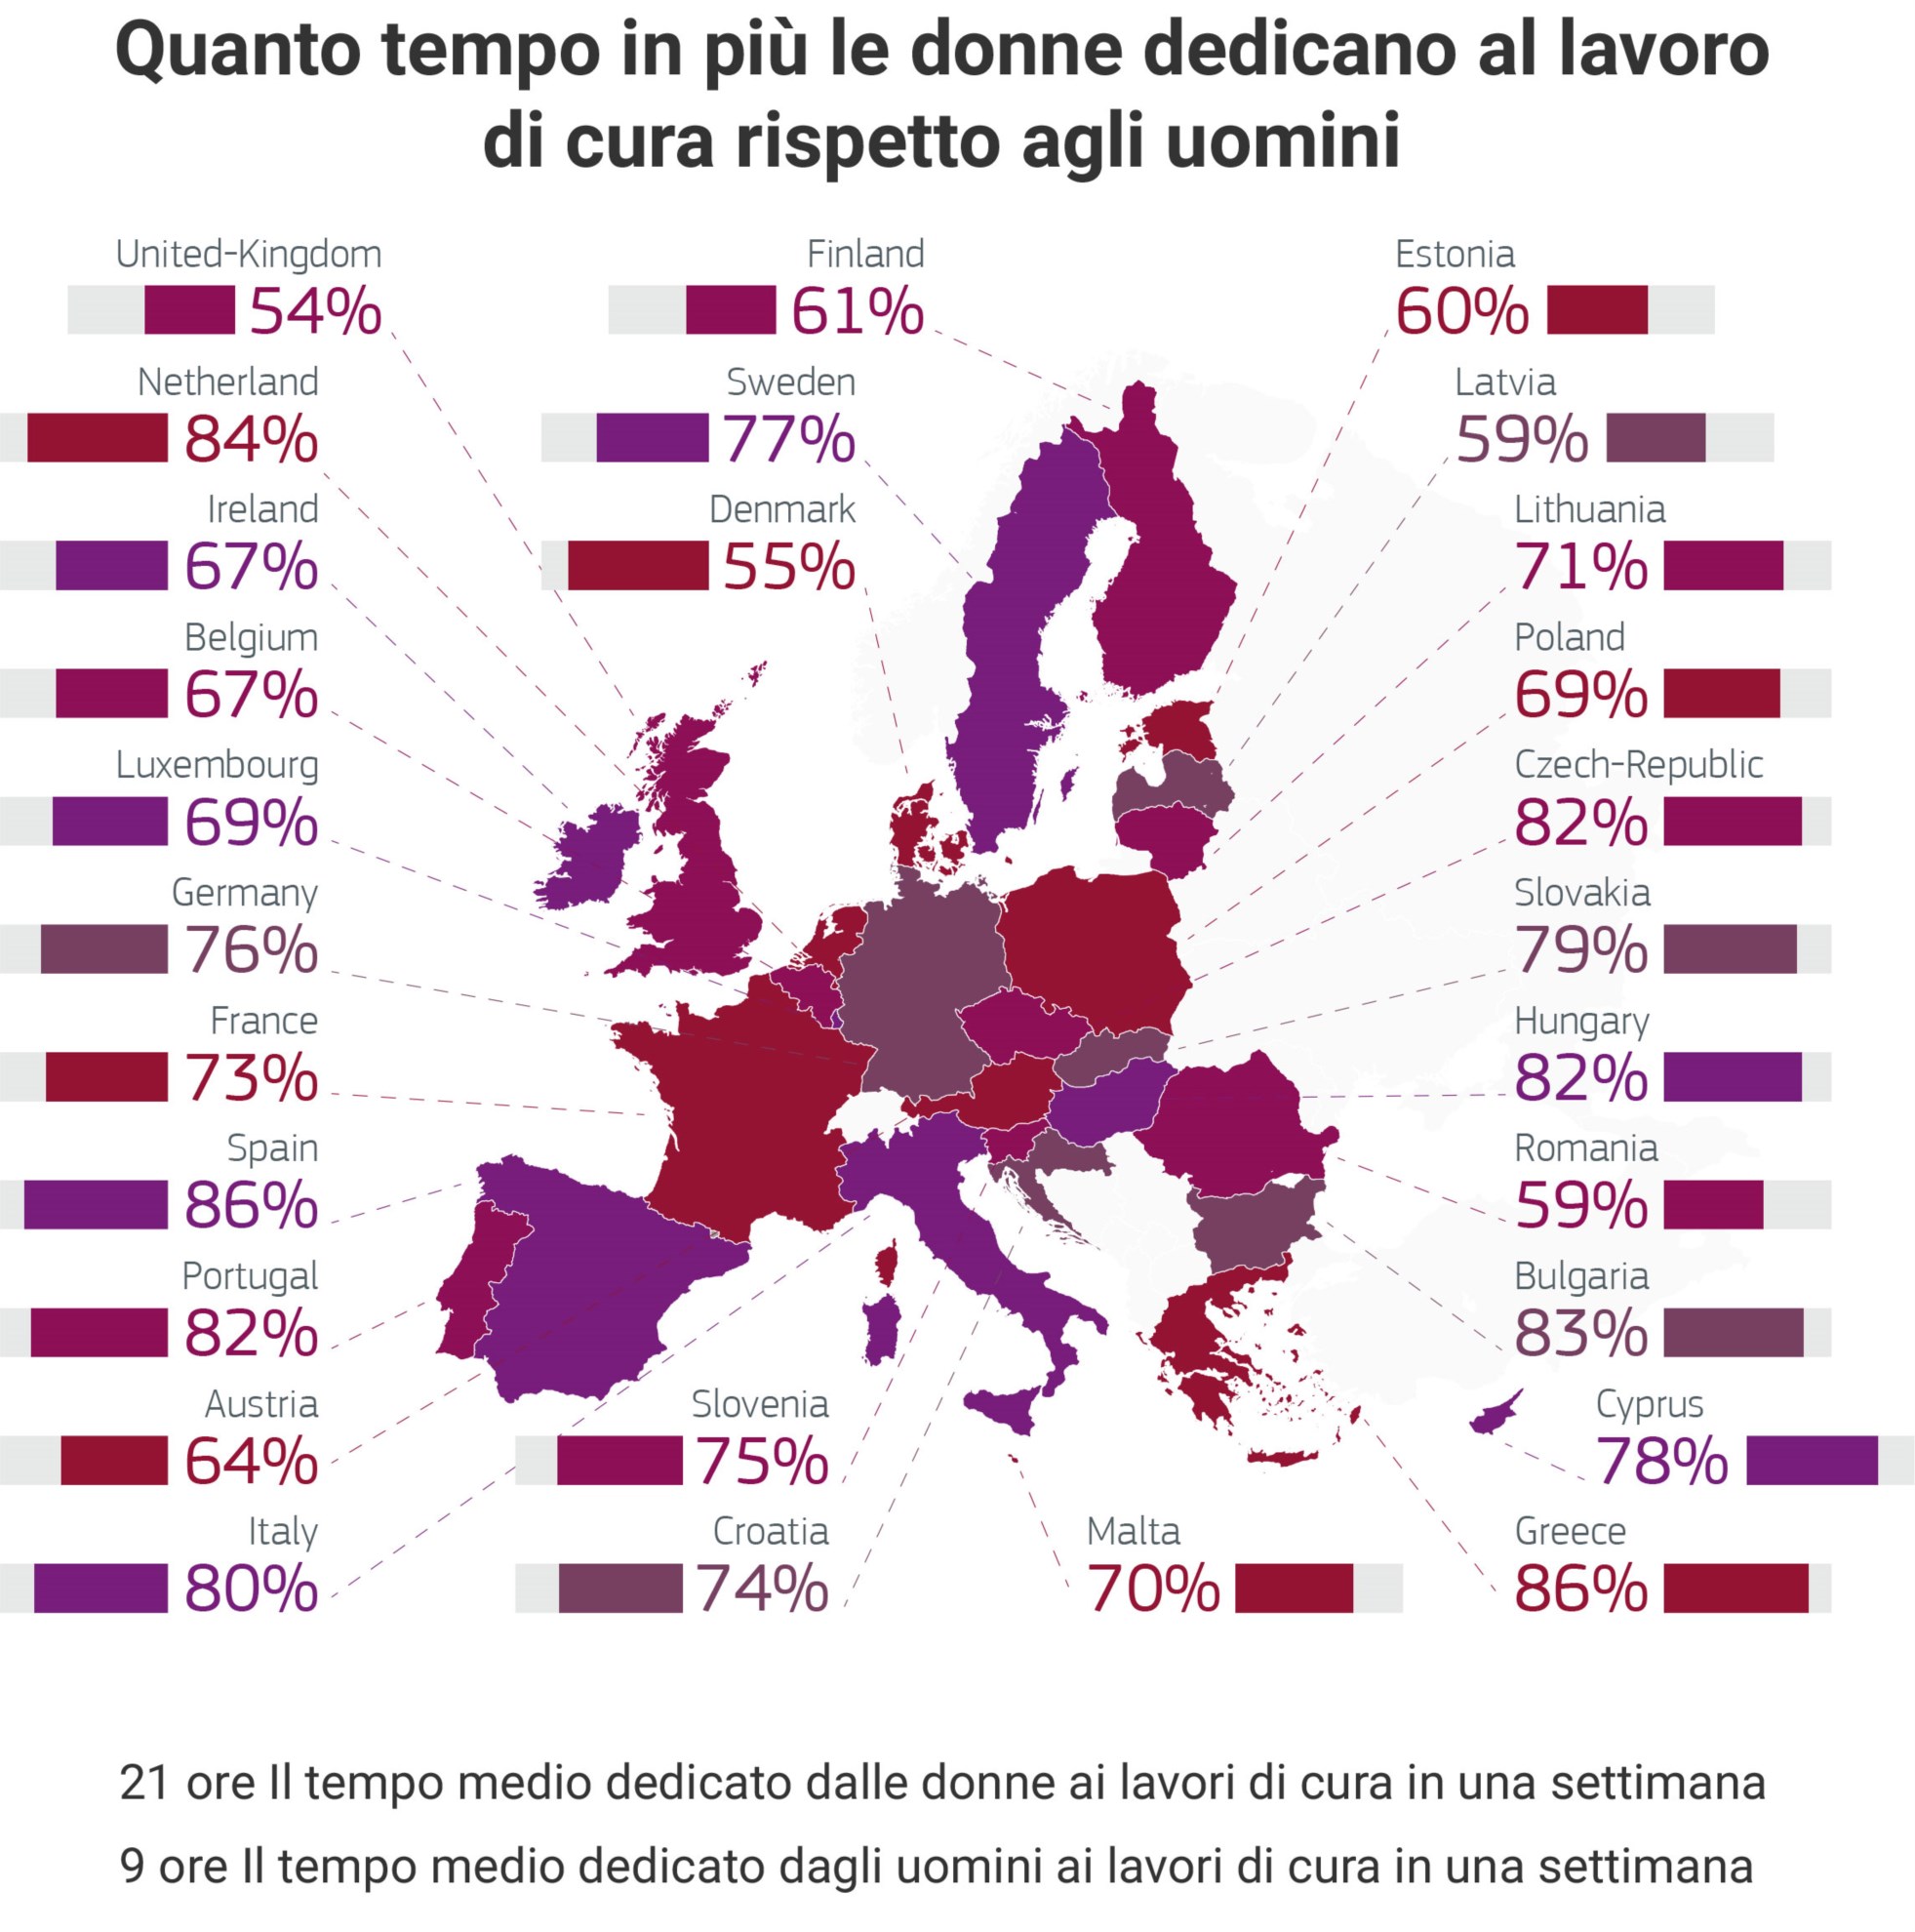 Quanto tempo in più le donne dedicano al lavoro
di cura rispetto agli uomini
United-Kingdom
54%
Finland
61%
Estonia
60%
Netherland
84%
Sweden
77%
Latvia
59%
Ireland
67%
Denmark
55%
Lithuania
71%
Belgium
67%
Poland
69%
Luxembourg
69%
Czech-Republic
82%
Germany
76%
Slovakia
79%
France
73%
Hungary
82%
Spain
86%
Romania
59%
Portugal
82%
Bulgaria
83%
Austria
64%
Slovenia
75%
Cyprus
78%
Italy
80%
Croatia
74%
Malta
70%
Greece
86%
21 ore Il tempo medio dedicato dalle donne ai lavori di cura in una settimana
9 ore Il tempo medio dedicato dagli uomini ai lavori di cura in una settimana